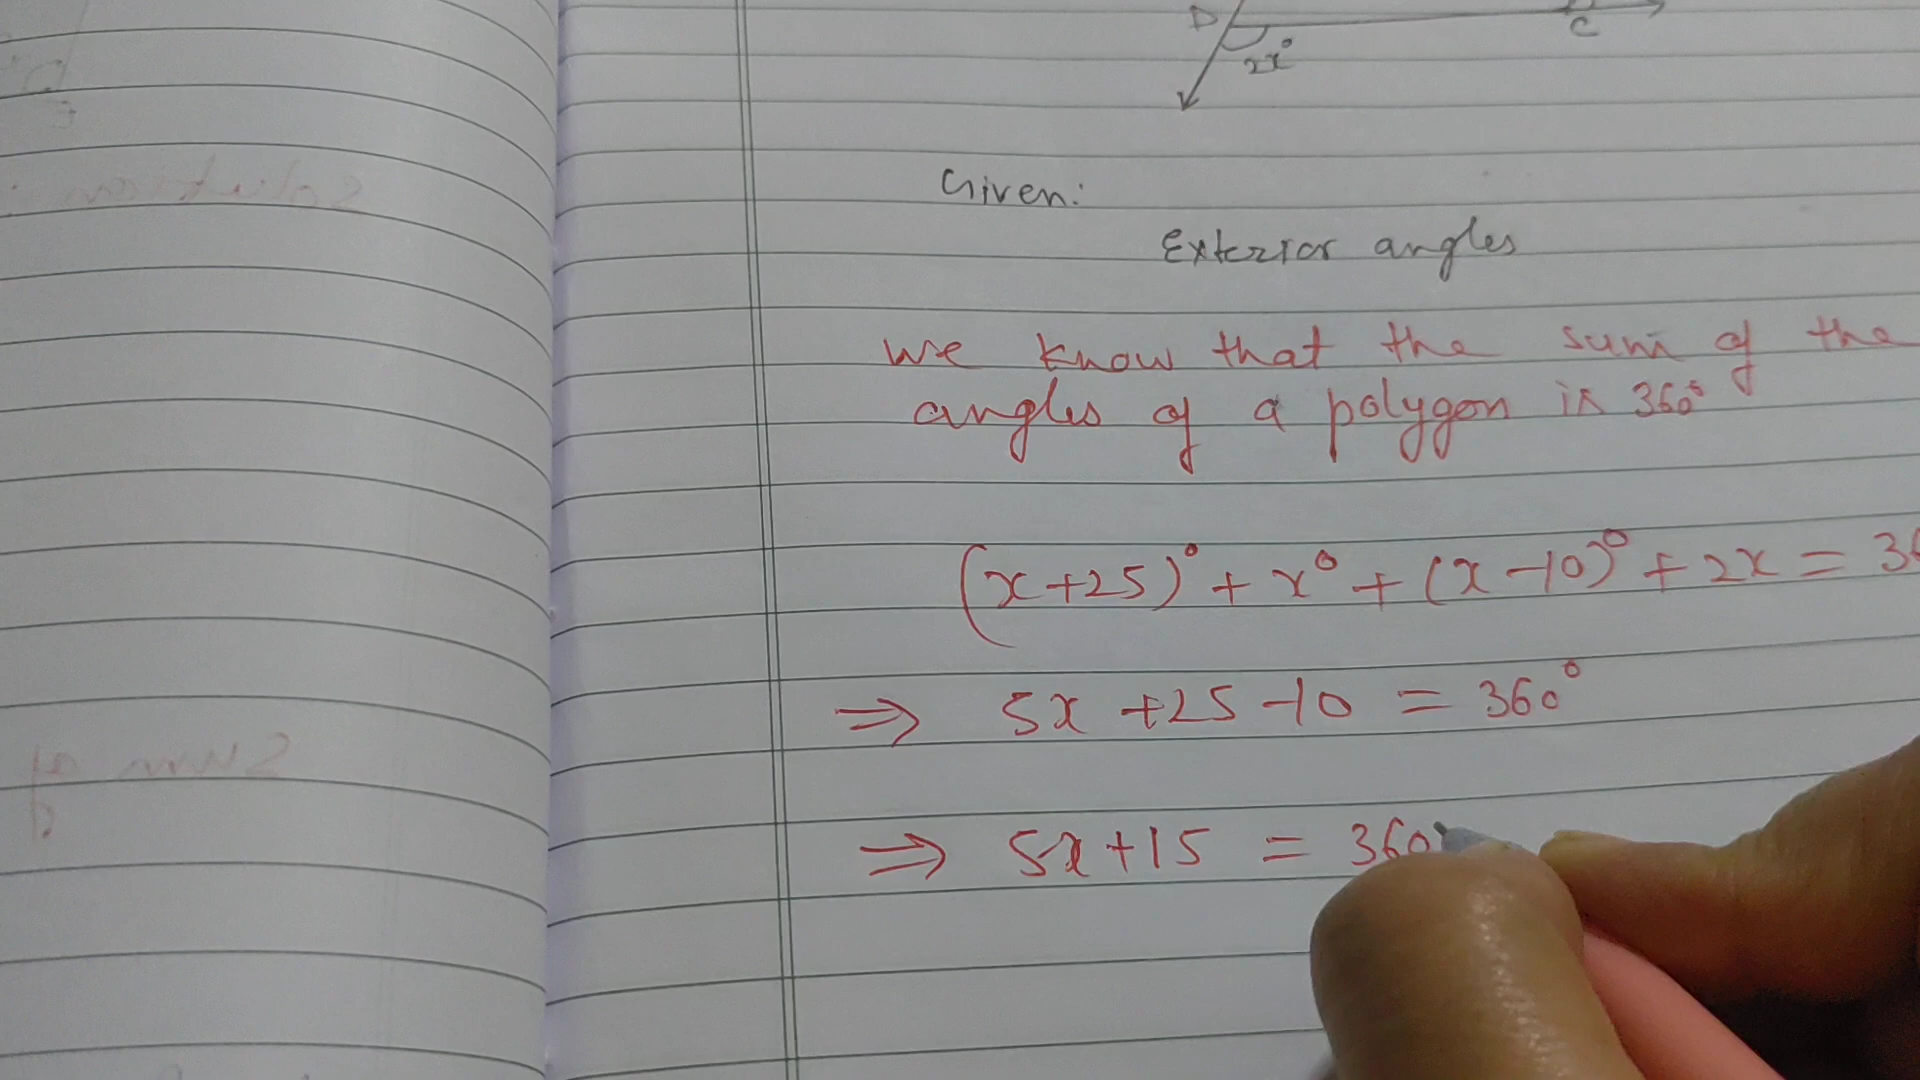 D C
2x°
Given:
Exterior angles
we know that the sum of the
angles of a polygon is 360°
(x+25)° + x° + (x-10)° + 2x = 36
⇒ 5x +25-10 = 360°
⇒ 5x+15 = 360